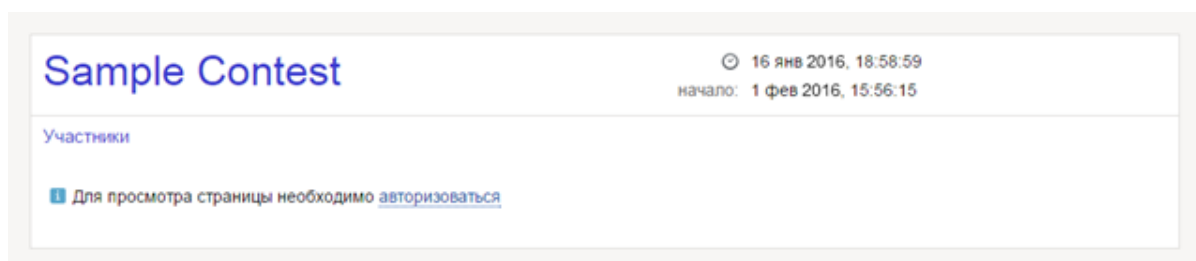 Sample Contest
16 янв 2016, 18:58:59
начало: 1 фев 2016, 15:56:15
Участники
Для просмотра страницы необходимо авторизоваться